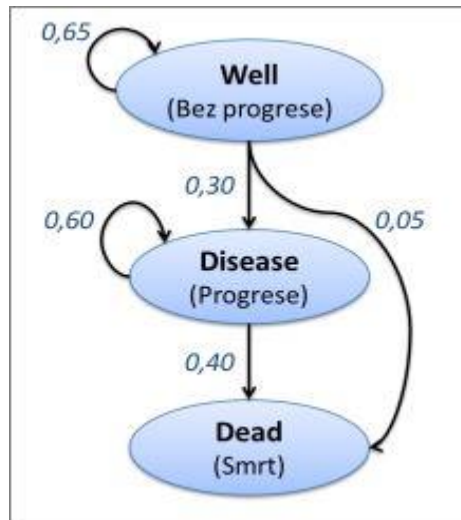 0,65
Well
(Bez progrese)
0,30
0,60
0,05
Disease
(Progrese)
0,40
Dead
(Smrt)